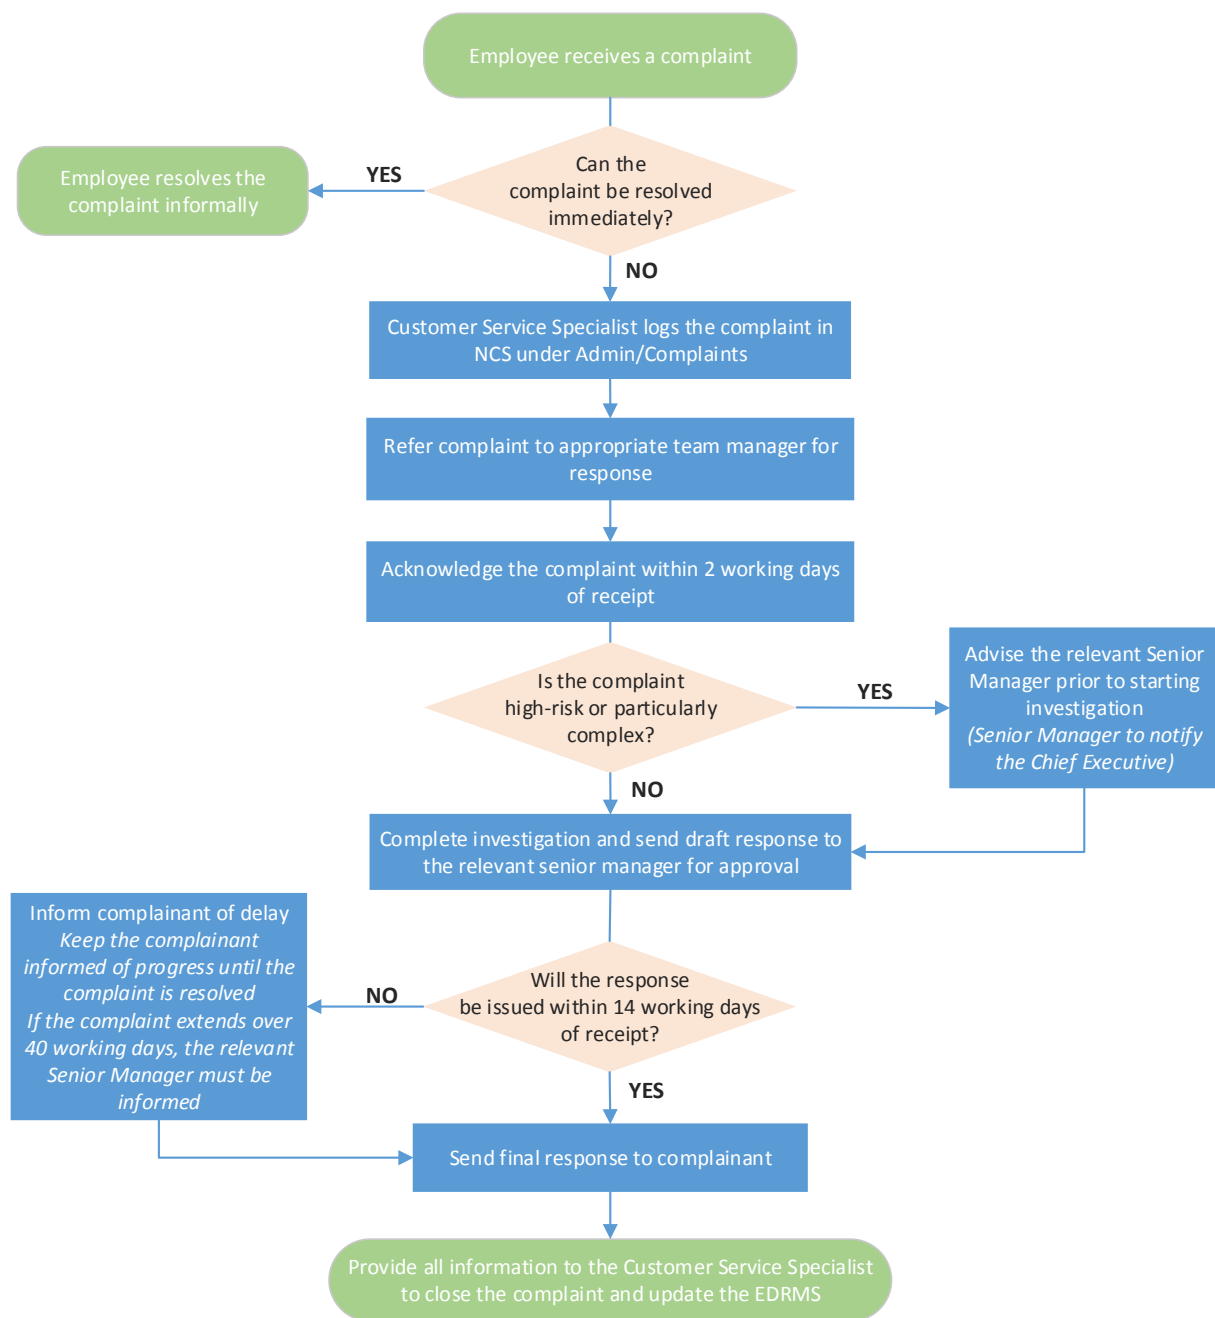 Employee receives a complaint
Can the
complaint be resolved
immediately?
YES
Employee resolves the
complaint informally
NO
Customer Service Specialist logs the complaint in
NCS under Admin/Complaints
Refer complaint to appropriate team manager for
response
Acknowledge the complaint within 2 working days
of receipt
Is the complaint
high-risk or particularly
complex?
YES
Advise the relevant Senior
Manager prior to starting
investigation
(Senior Manager to notify
the Chief Executive)
NO
Complete investigation and send draft response to
the relevant senior manager for approval
Will the response
be issued within 14 working days
of receipt?
NO
Inform complainant of delay
Keep the complainant
informed of progress until the
complaint is resolved
If the complaint extends over
40 working days, the relevant
Senior Manager must be
informed
YES
Send final response to complainant
Provide all information to the Customer Service Specialist
to close the complaint and update the EDRMS